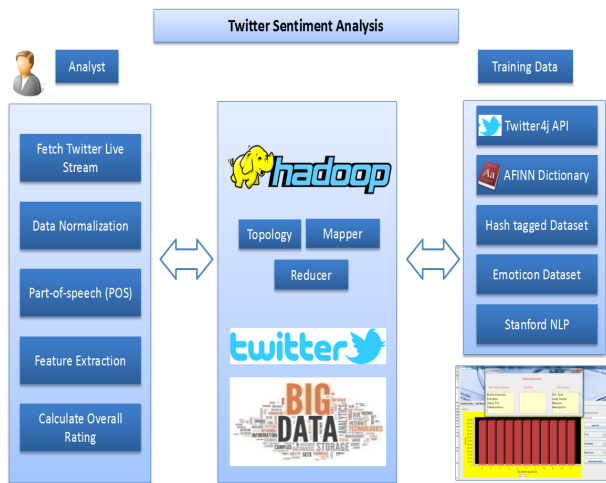 Twitter Sentiment Analysis
Analyst
Fetch Twitter Live
Stream
Data Normalization
Part-of-speech (POS)
Feature Extraction
Calculate Overall
Rating
hadoop
Topology
Mapper
Reducer
twitter
BIG
DATA
ANALYTICS
STORAGE
Training Data
Twitter4j API
Aa
AFINN Dictionary
Hash tagged Dataset
Emoticon Dataset
Stanford NLP